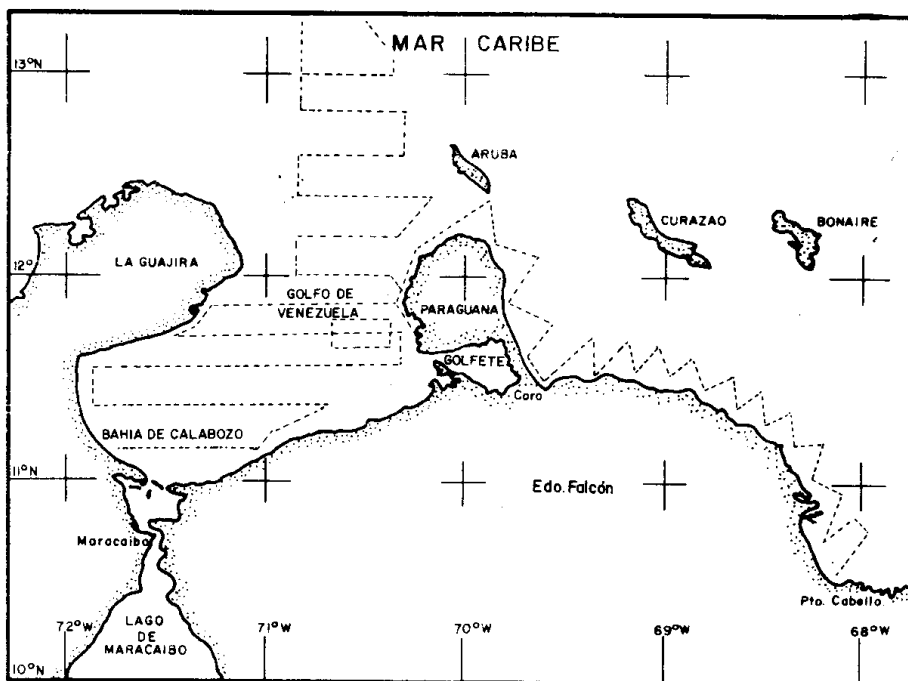 MAR CARIBE
13°N
ARUBA
CURAZAO
BONAIRE
LA GUAJIRA
12°
GOLFO DE
VENEZUELA
PARAGUANA
GOLFETE
Coro
BAHIA DE CALABOZO
11°N
Edo. Falcón
Maracaibo
Pto. Cabello
LAGO
DE
MARACAIBO
72°W
71°W
70°W
69°W
68°W
10°N